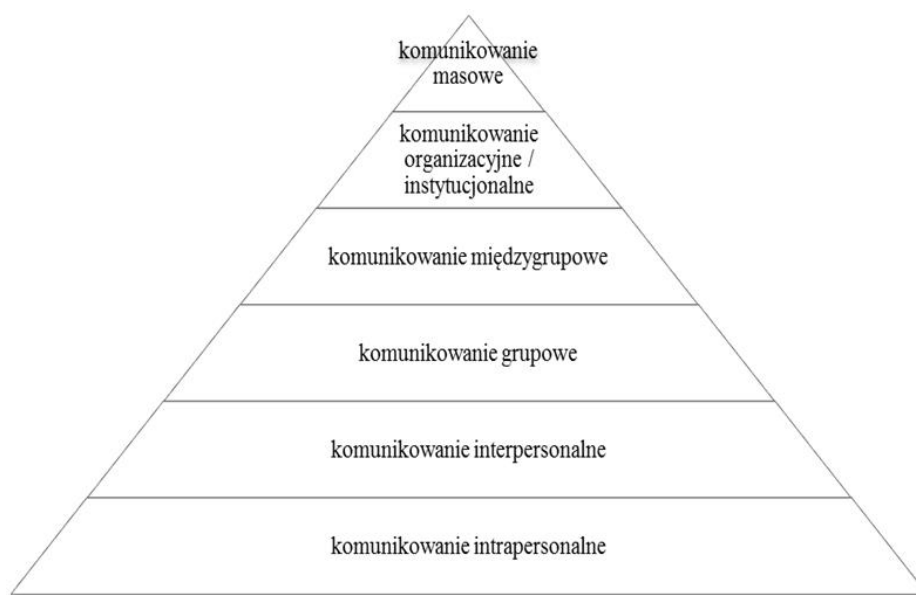 komunikowanie
masowe
komunikowanie
organizacyjne /
instytucjonalne
komunikowanie międzygrupowe
komunikowanie grupowe
komunikowanie interpersonalne
komunikowanie intrapersonalne